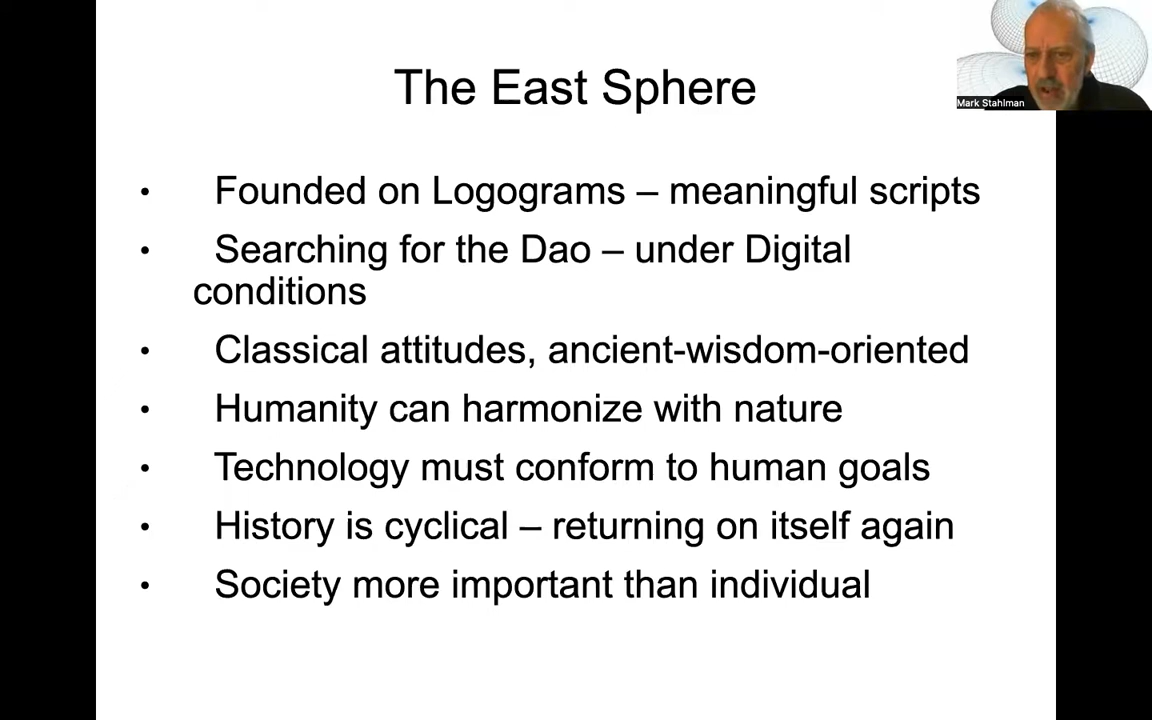 The East Sphere
Mark Stahlman
• Founded on Logograms – meaningful scripts
• Searching for the Dao – under Digital
conditions
• Classical attitudes, ancient-wisdom-oriented
• Humanity can harmonize with nature
• Technology must conform to human goals
• History is cyclical – returning on itself again
• Society more important than individual